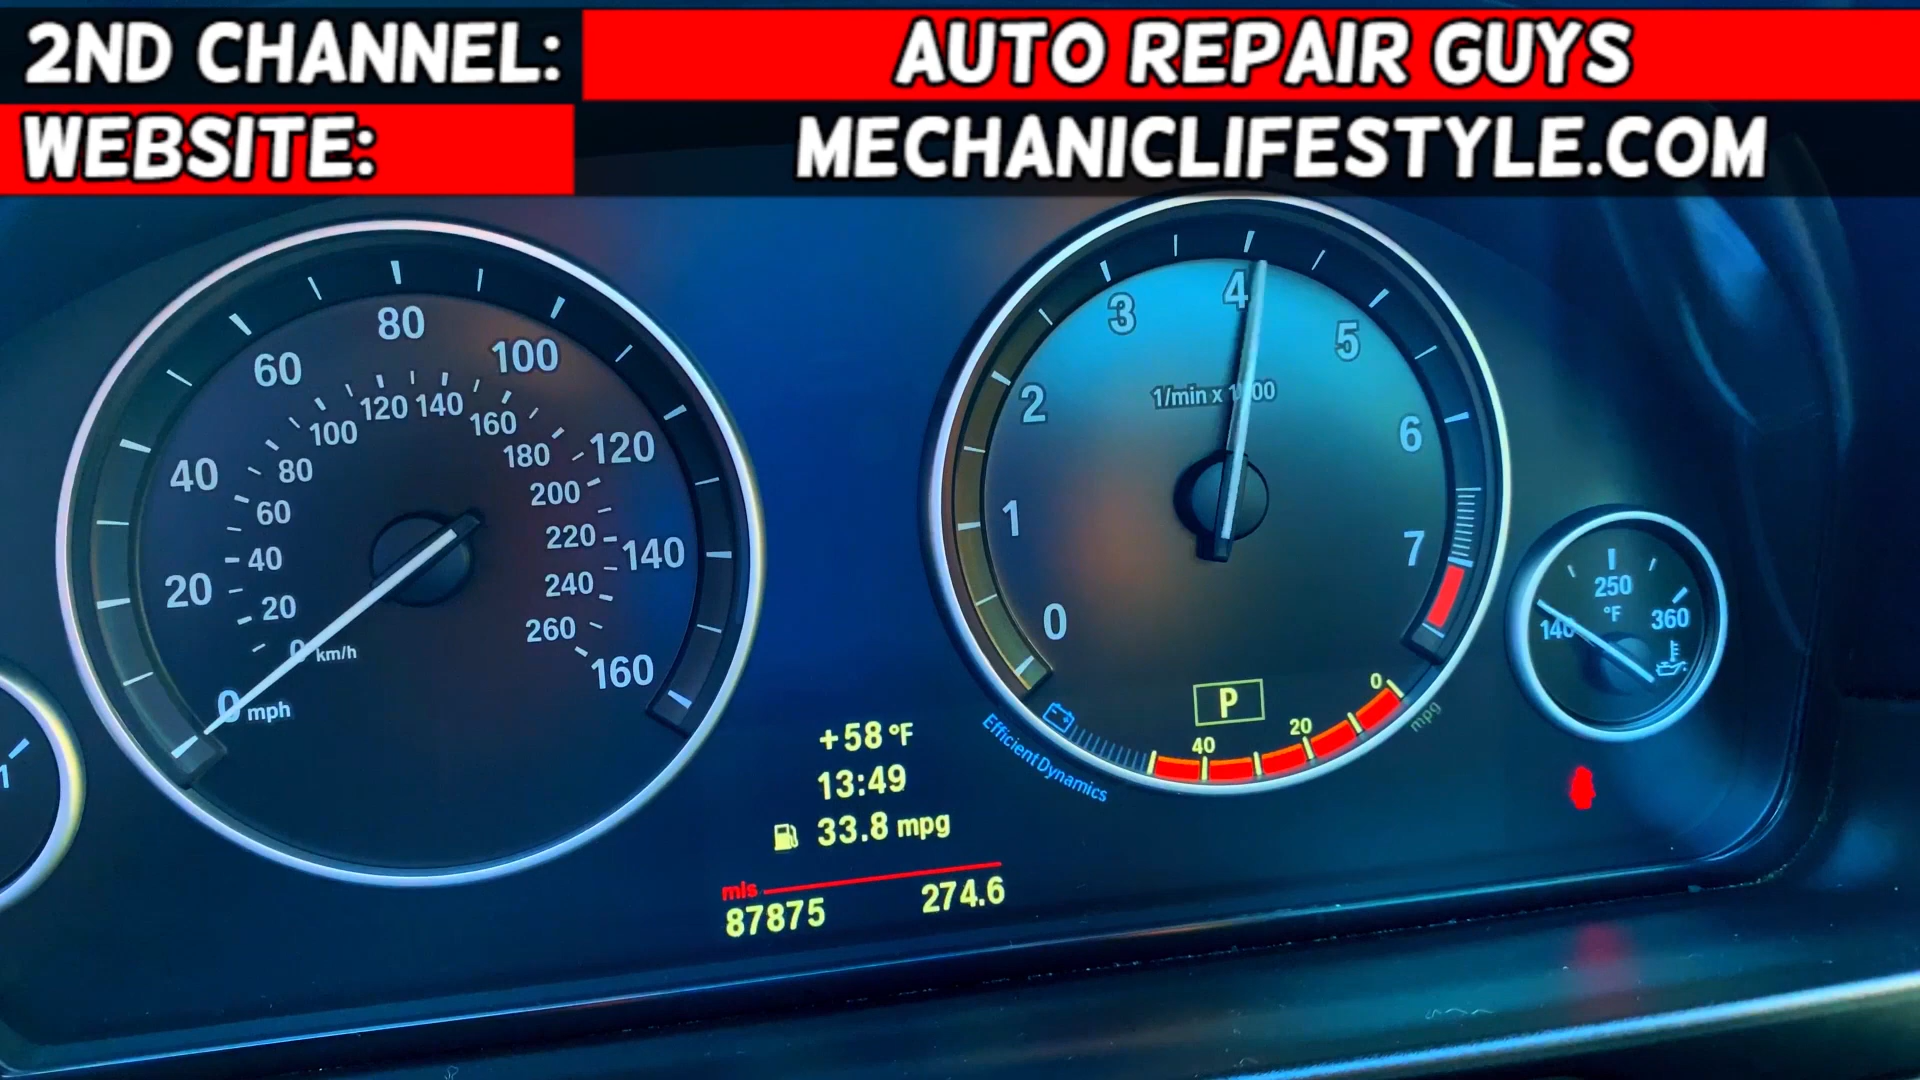 2ND CHANNEL: AUTO REPAIR GUYS
WEBSITE: MECHANICLIFESTYLE.COM
0 20 40 60 80 100 120 140 160
mph
0 20 40 60 80 100 120 140 160 180 200 220 240 260
km/h
0 1 2 3 4 5 6 7
1/min x
P
40 20 0
mpg
EfficientDynamics
140 250 360
°F
1
+58 °F
13:49
33.8 mpg
mls
87875 274.6